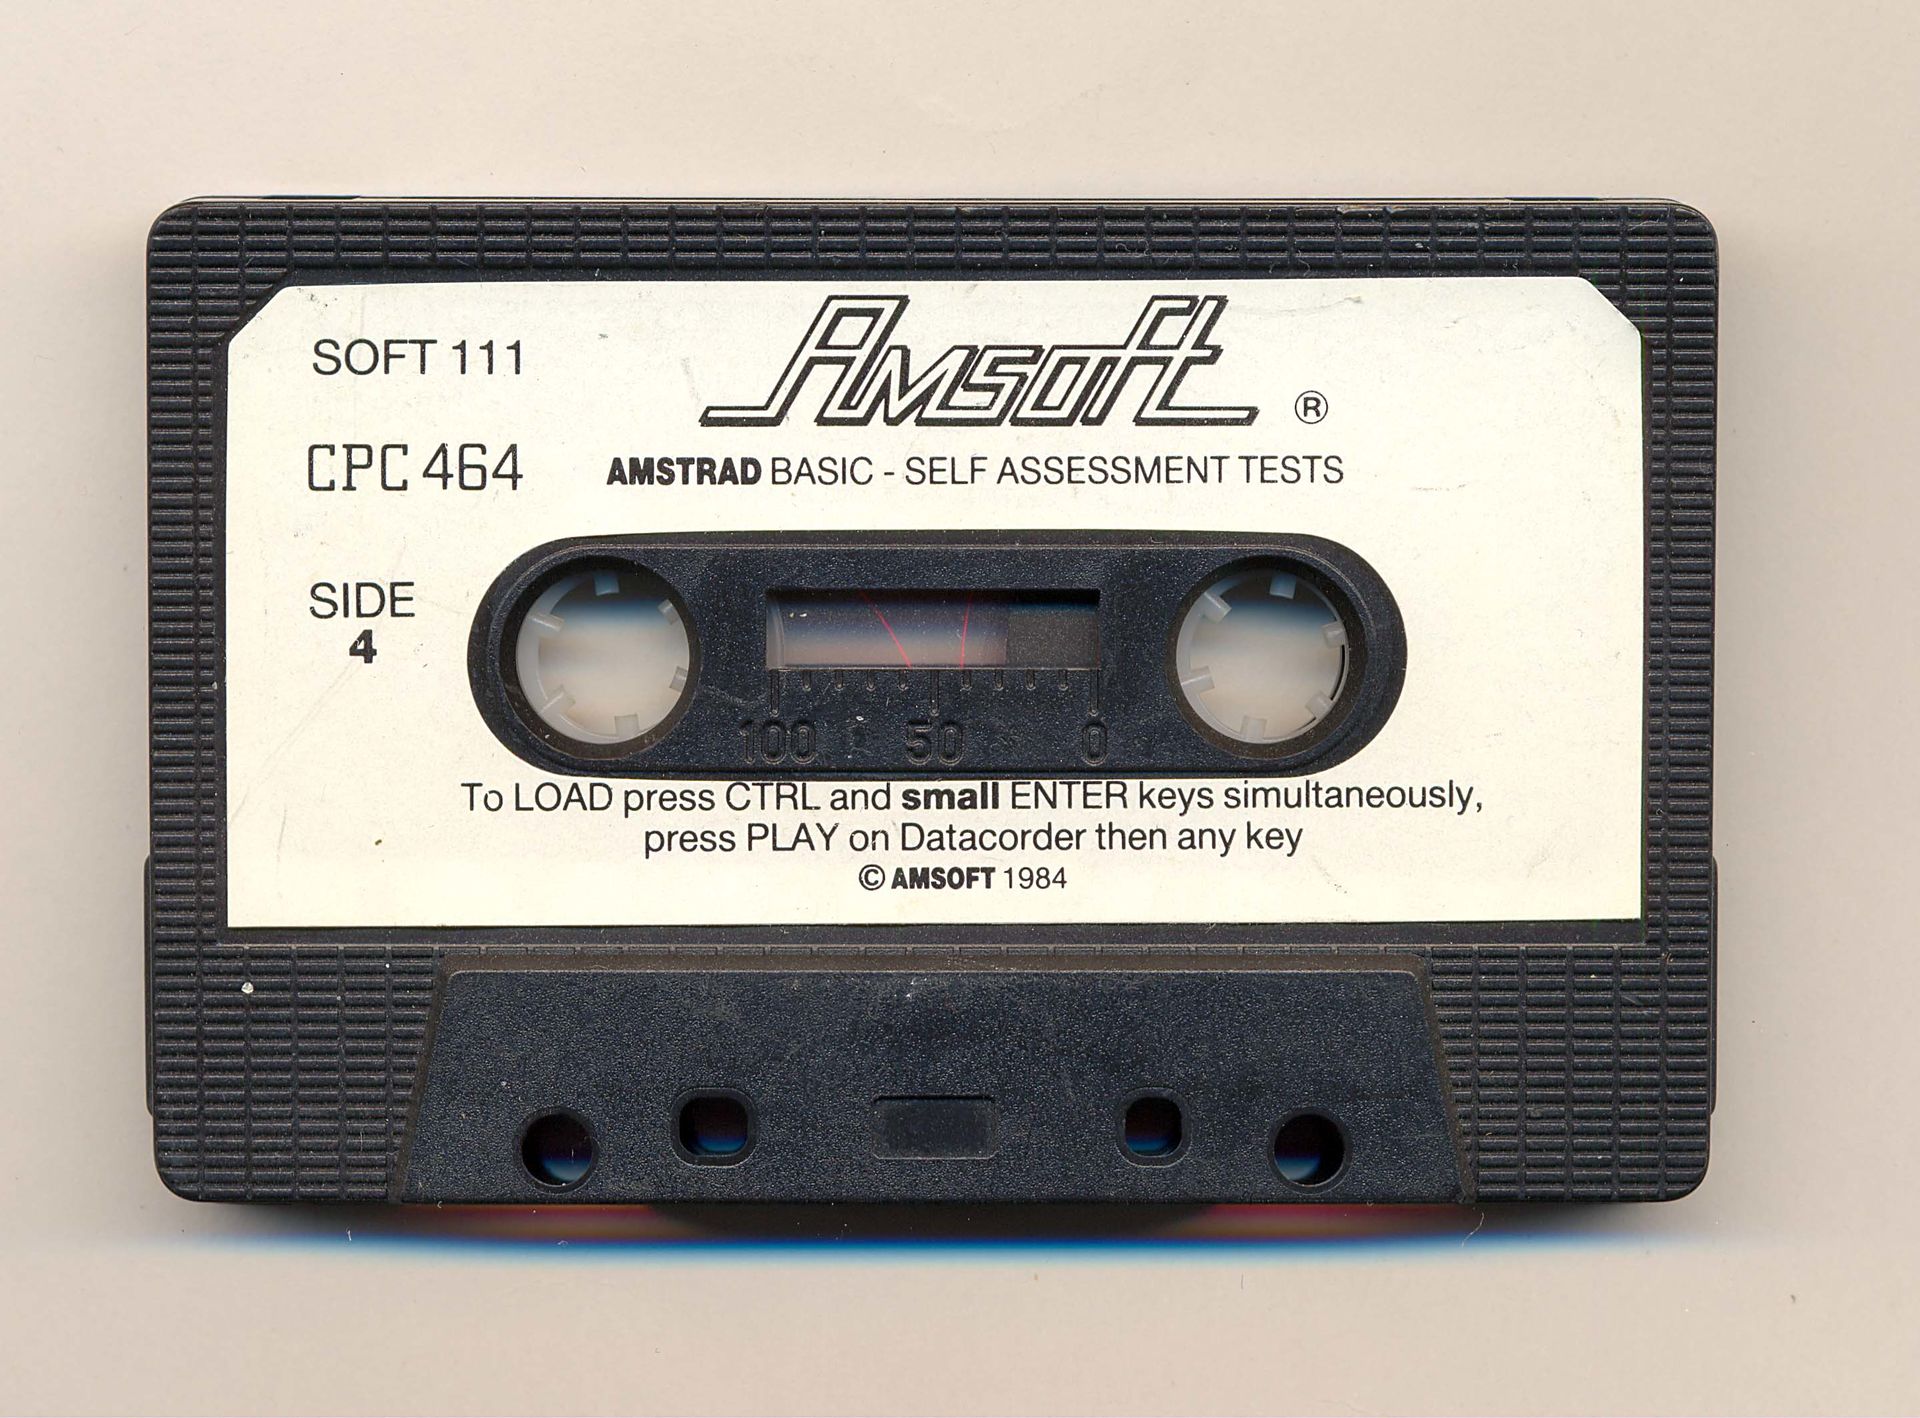 SOFT 111
Amsoft ®
CPC 464
AMSTRAD BASIC - SELF ASSESSMENT TESTS
SIDE
4
100 50 0
To LOAD press CTRL and small ENTER keys simultaneously,
press PLAY on Datacorder then any key
© AMSOFT 1984